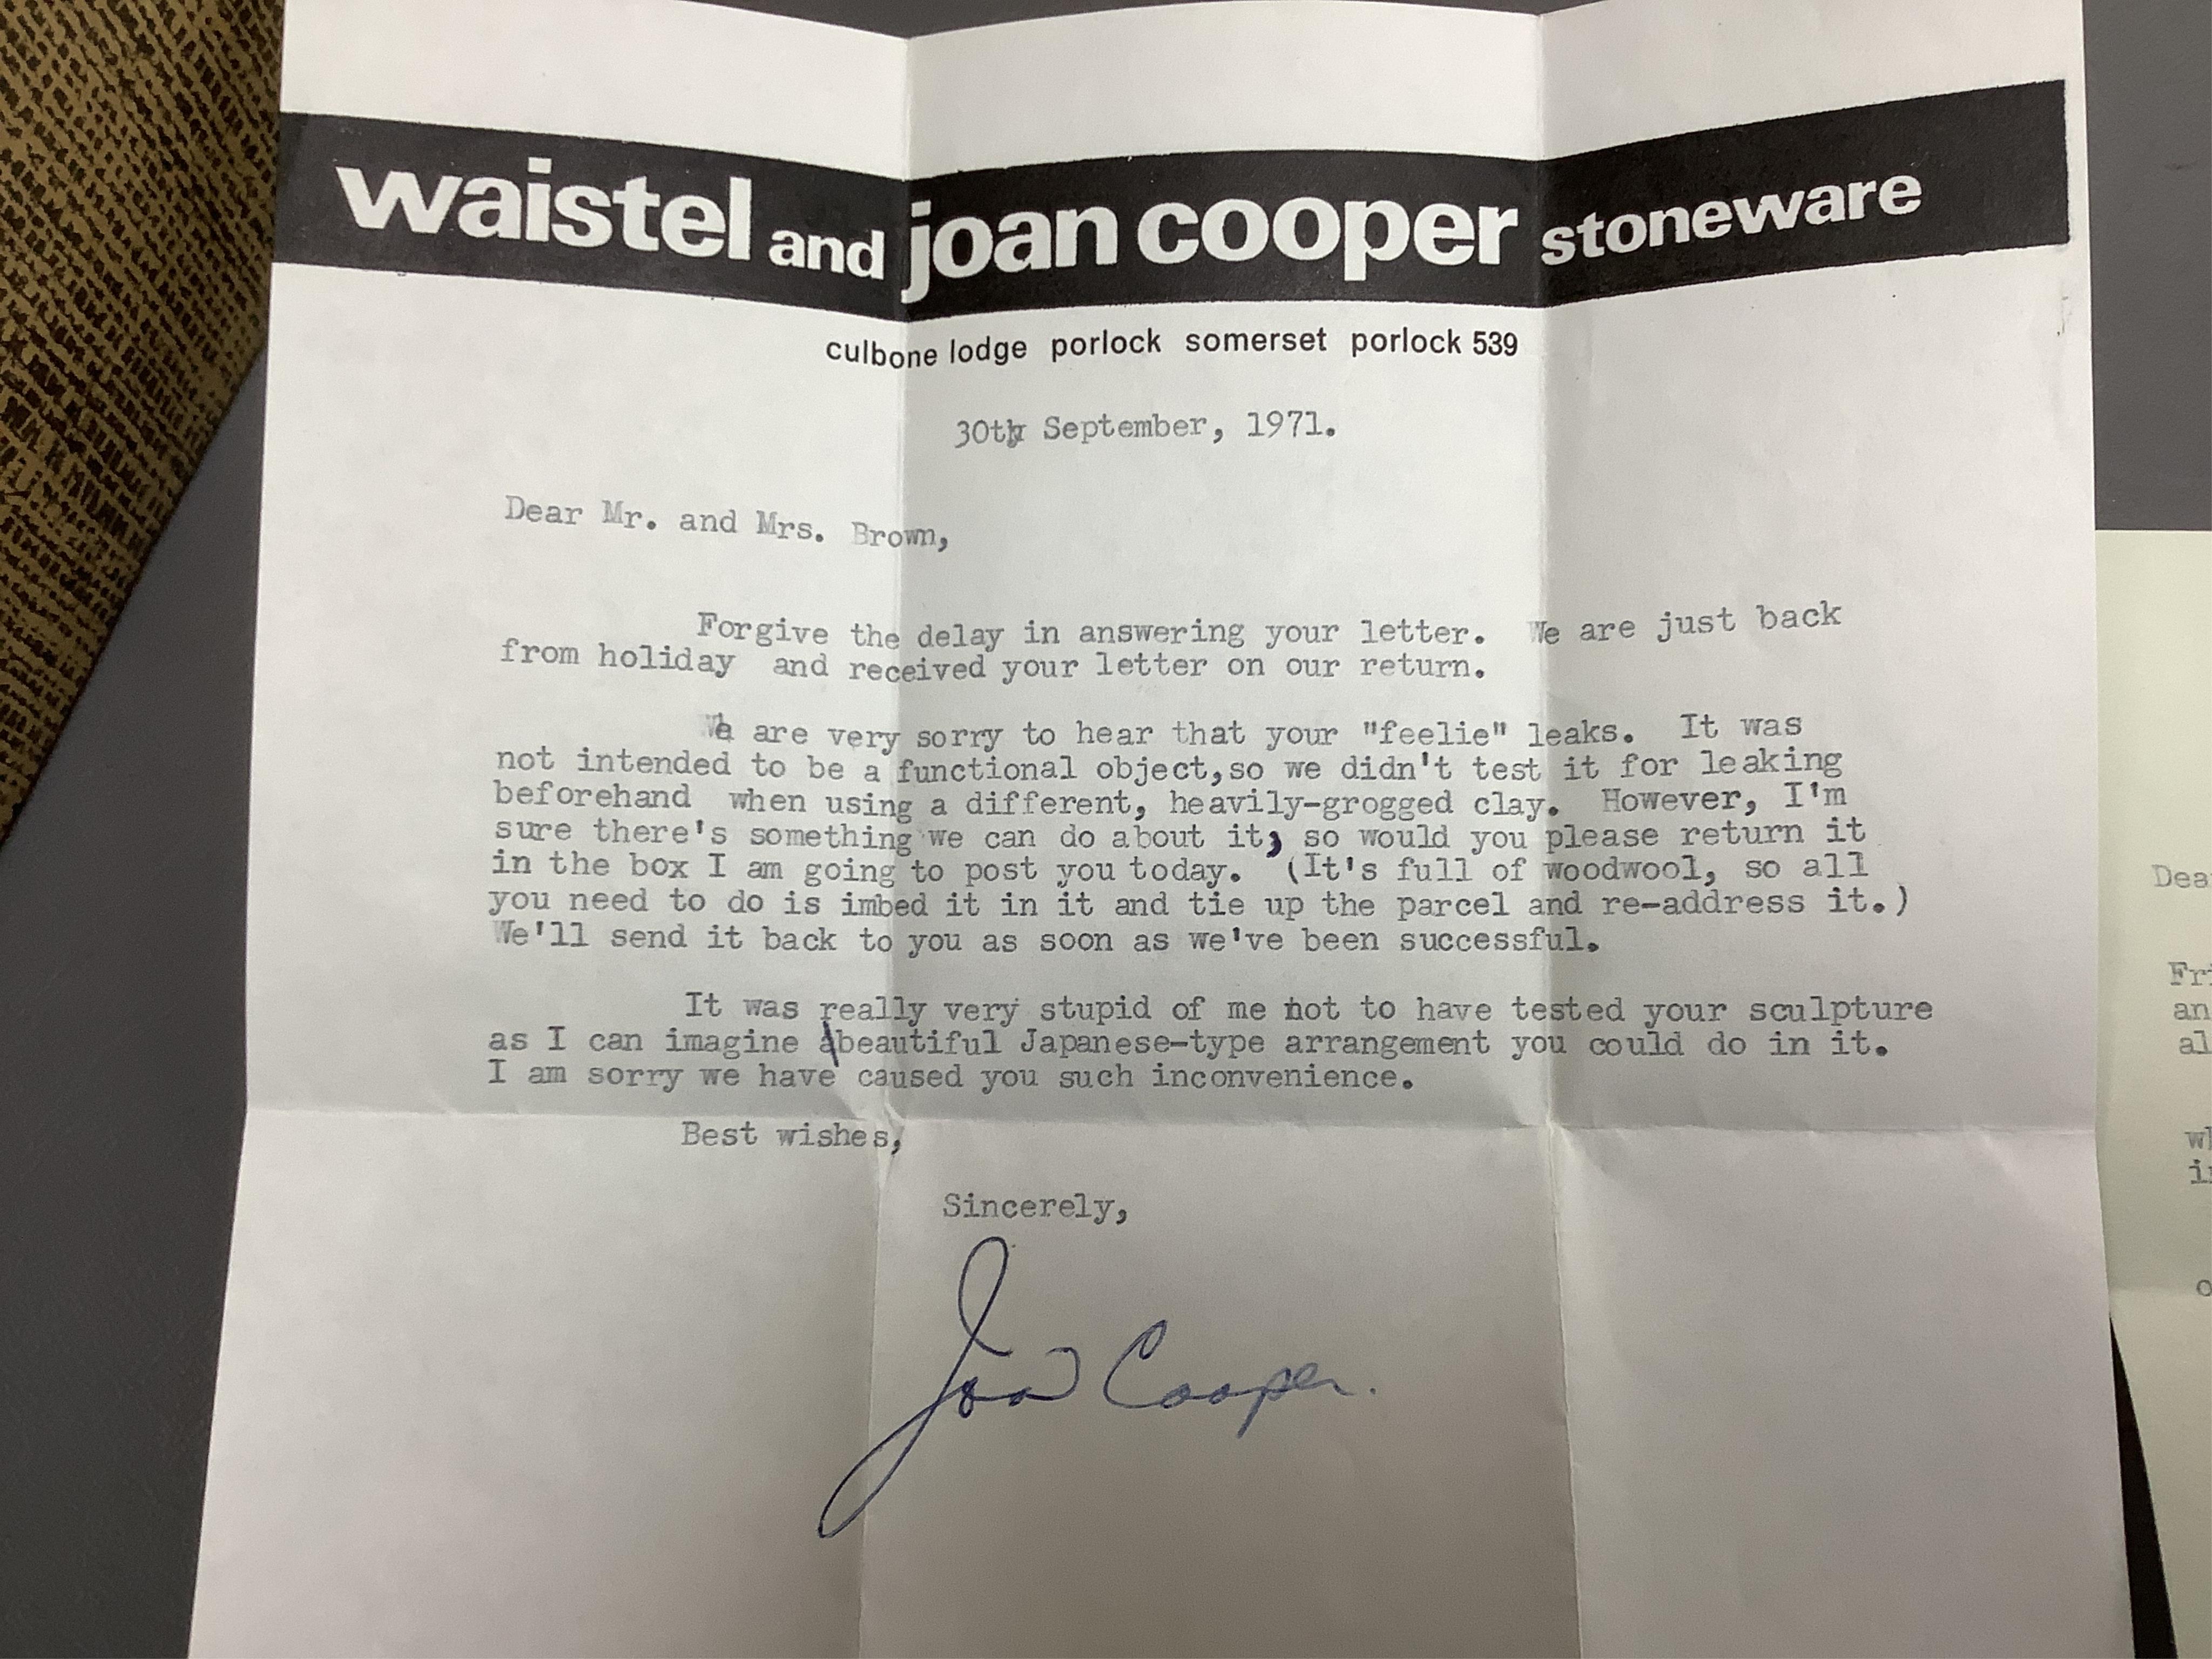 waistel and joan cooper stoneware
culbone lodge porlock somerset porlock 539
30th September, 1971.
Dear Mr. and Mrs. Brown,
Forgive the delay in answering your letter. We are just back
from holiday and received your letter on our return.
We are very sorry to hear that your "feelie" leaks. It was
not intended to be a functional object,so we didn't test it for leaking
beforehand when using a different, heavily-grogged clay. However, I'm
sure there's something we can do about it, so would you please return it
in the box I am going to post you today. (It's full of woodwool, so all
you need to do is imbed it in it and tie up the parcel and re-address it.)
We'll send it back to you as soon as we've been successful.
It was really very stupid of me not to have tested your sculpture
as I can imagine a beautiful Japanese-type arrangement you could do in it.
I am sorry we have caused you such inconvenience.
Best wishes,
Sincerely,
Joan Cooper.
Dea
Fri
an
al